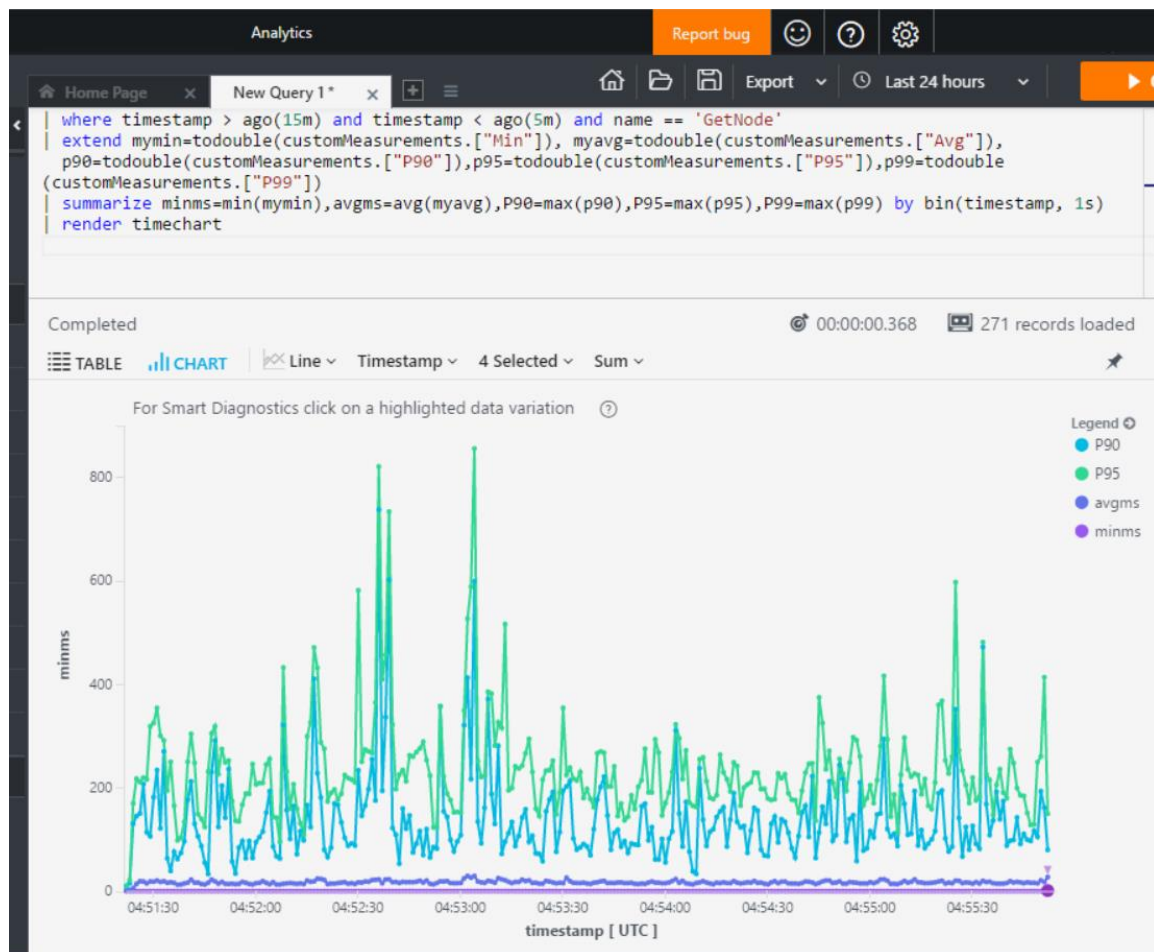 Analytics
Report bug
Home Page x
New Query 1* x
Export
Last 24 hours
| where timestamp > ago(15m) and timestamp < ago(5m) and name == 'GetNode'
| extend mymin=todouble(customMeasurements.["Min"]), myavg=todouble(customMeasurements.["Avg"]),
p90=todouble(customMeasurements.["P90"]),p95=todouble(customMeasurements.["P95"]),p99=todouble
(customMeasurements.["P99"])
| summarize minms=min(mymin),avgms=avg(myavg),P90=max(p90),P95=max(p95),P99=max(p99) by bin(timestamp, 1s)
| render timechart
Completed
00:00:00.368
271 records loaded
TABLE
CHART
Line
Timestamp
4 Selected
Sum
For Smart Diagnostics click on a highlighted data variation ?
Legend
P90
P95
avgms
minms
800
600
400
200
0
minms
04:51:30 04:52:00 04:52:30 04:53:00 04:53:30 04:54:00 04:54:30 04:55:00 04:55:30
timestamp [ UTC ]